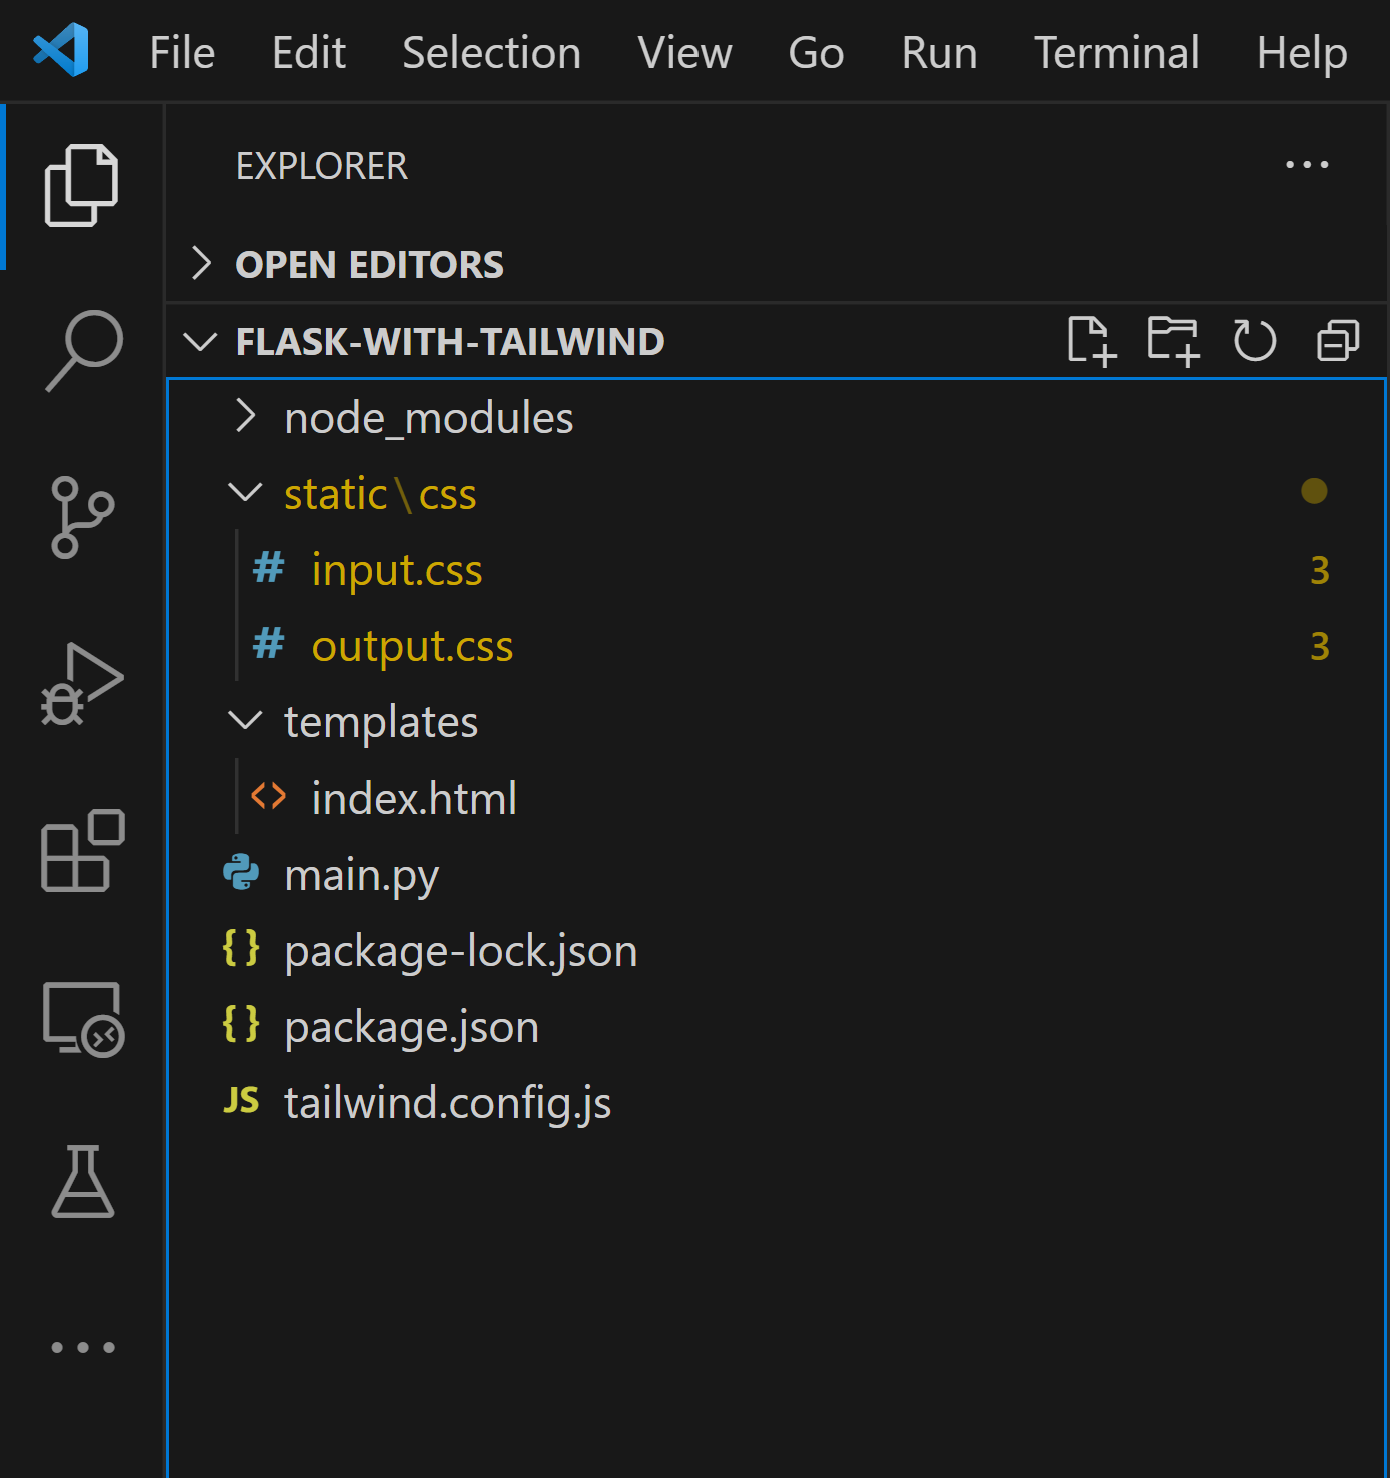 File Edit Selection View Go Run Terminal Help
EXPLORER
OPEN EDITORS
FLASK-WITH-TAILWIND
node_modules
static\css
# input.css 3
# output.css 3
templates
<> index.html
main.py
{} package-lock.json
{} package.json
JS tailwind.config.js